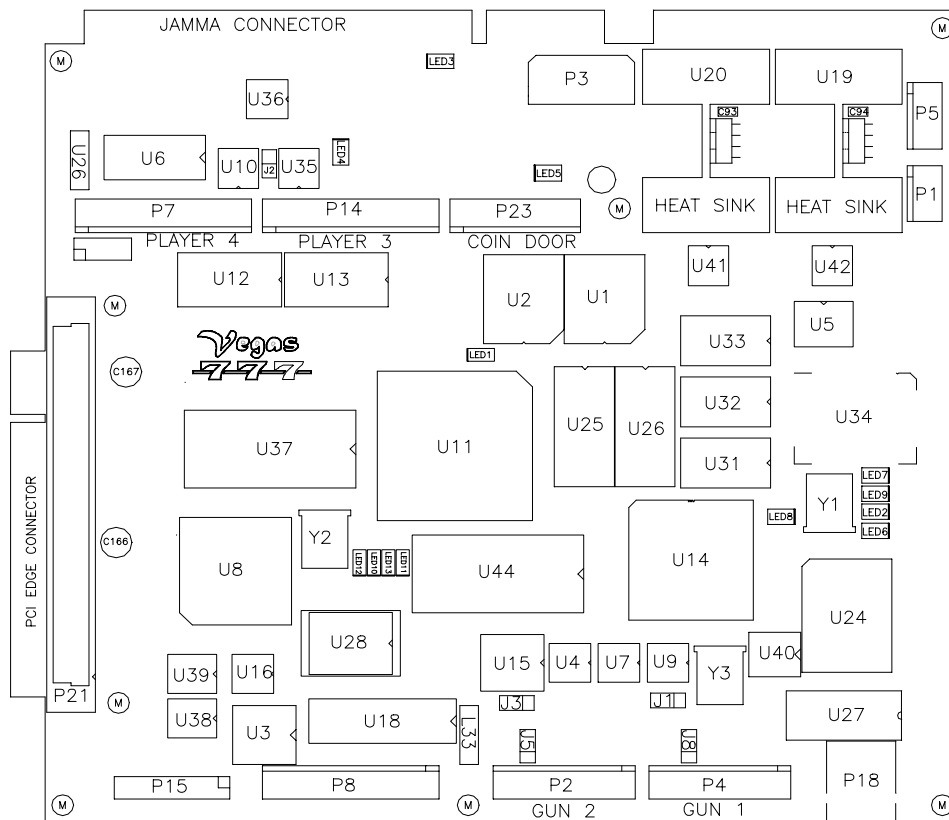 JAMMA CONNECTOR
M
M
LED3
P3
U20
U19
U36
C93
C94
P5
U26
U6
U10
J2
U35
LED4
LED5
M
P1
HEAT SINK
HEAT SINK
P7
P14
P23
PLAYER 4
PLAYER 3
COIN DOOR
U12
U13
U2
U1
U41
U42
M
U5
Vegas
777
LED1
U33
C167
U25
U26
U32
U34
U37
U11
U31
LED7
Y1
LED9
LED2
LED6
LED8
PCI EDGE CONNECTOR
C166
U8
Y2
LED12
LED10
LED13
LED11
U44
U14
U24
U28
U39
U16
U15
U4
U7
U9
Y3
U40
P21
M
J3
J1
U38
U3
U18
L33
J5
J8
U27
P15
P8
P2
P4
P18
M
M
GUN 2
GUN 1
M